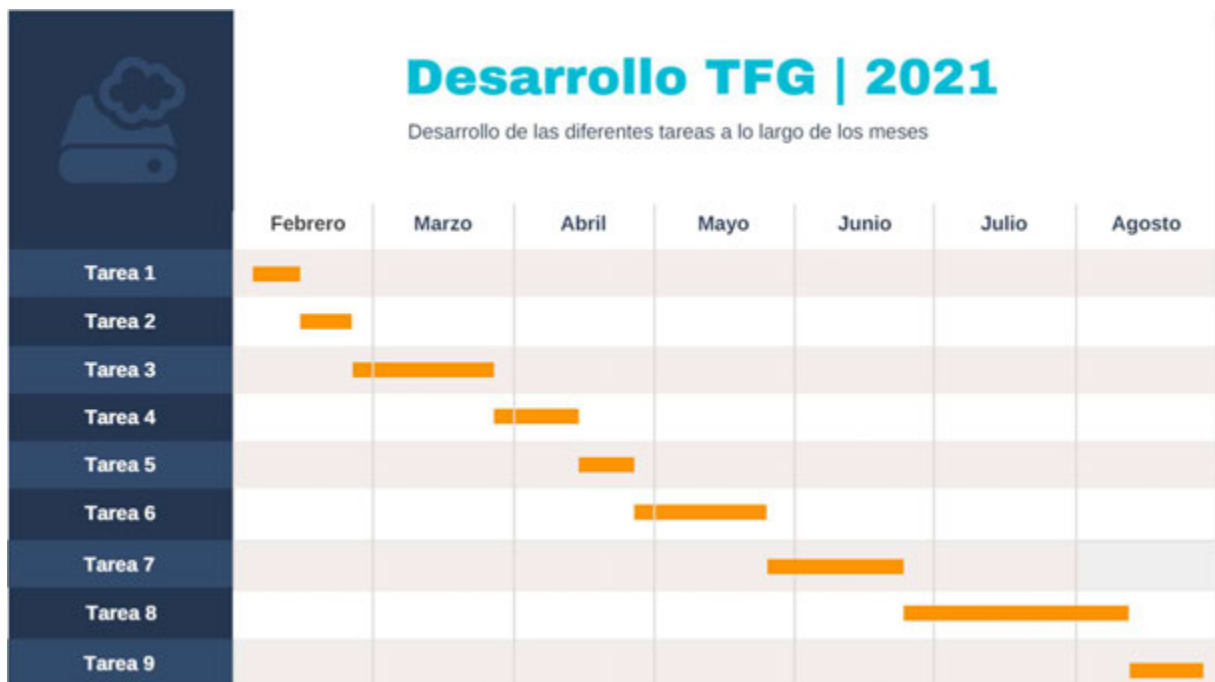 Desarrollo TFG | 2021
Desarrollo de las diferentes tareas a lo largo de los meses
Febrero Marzo Abril Mayo Junio Julio Agosto
Tarea 1
Tarea 2
Tarea 3
Tarea 4
Tarea 5
Tarea 6
Tarea 7
Tarea 8
Tarea 9